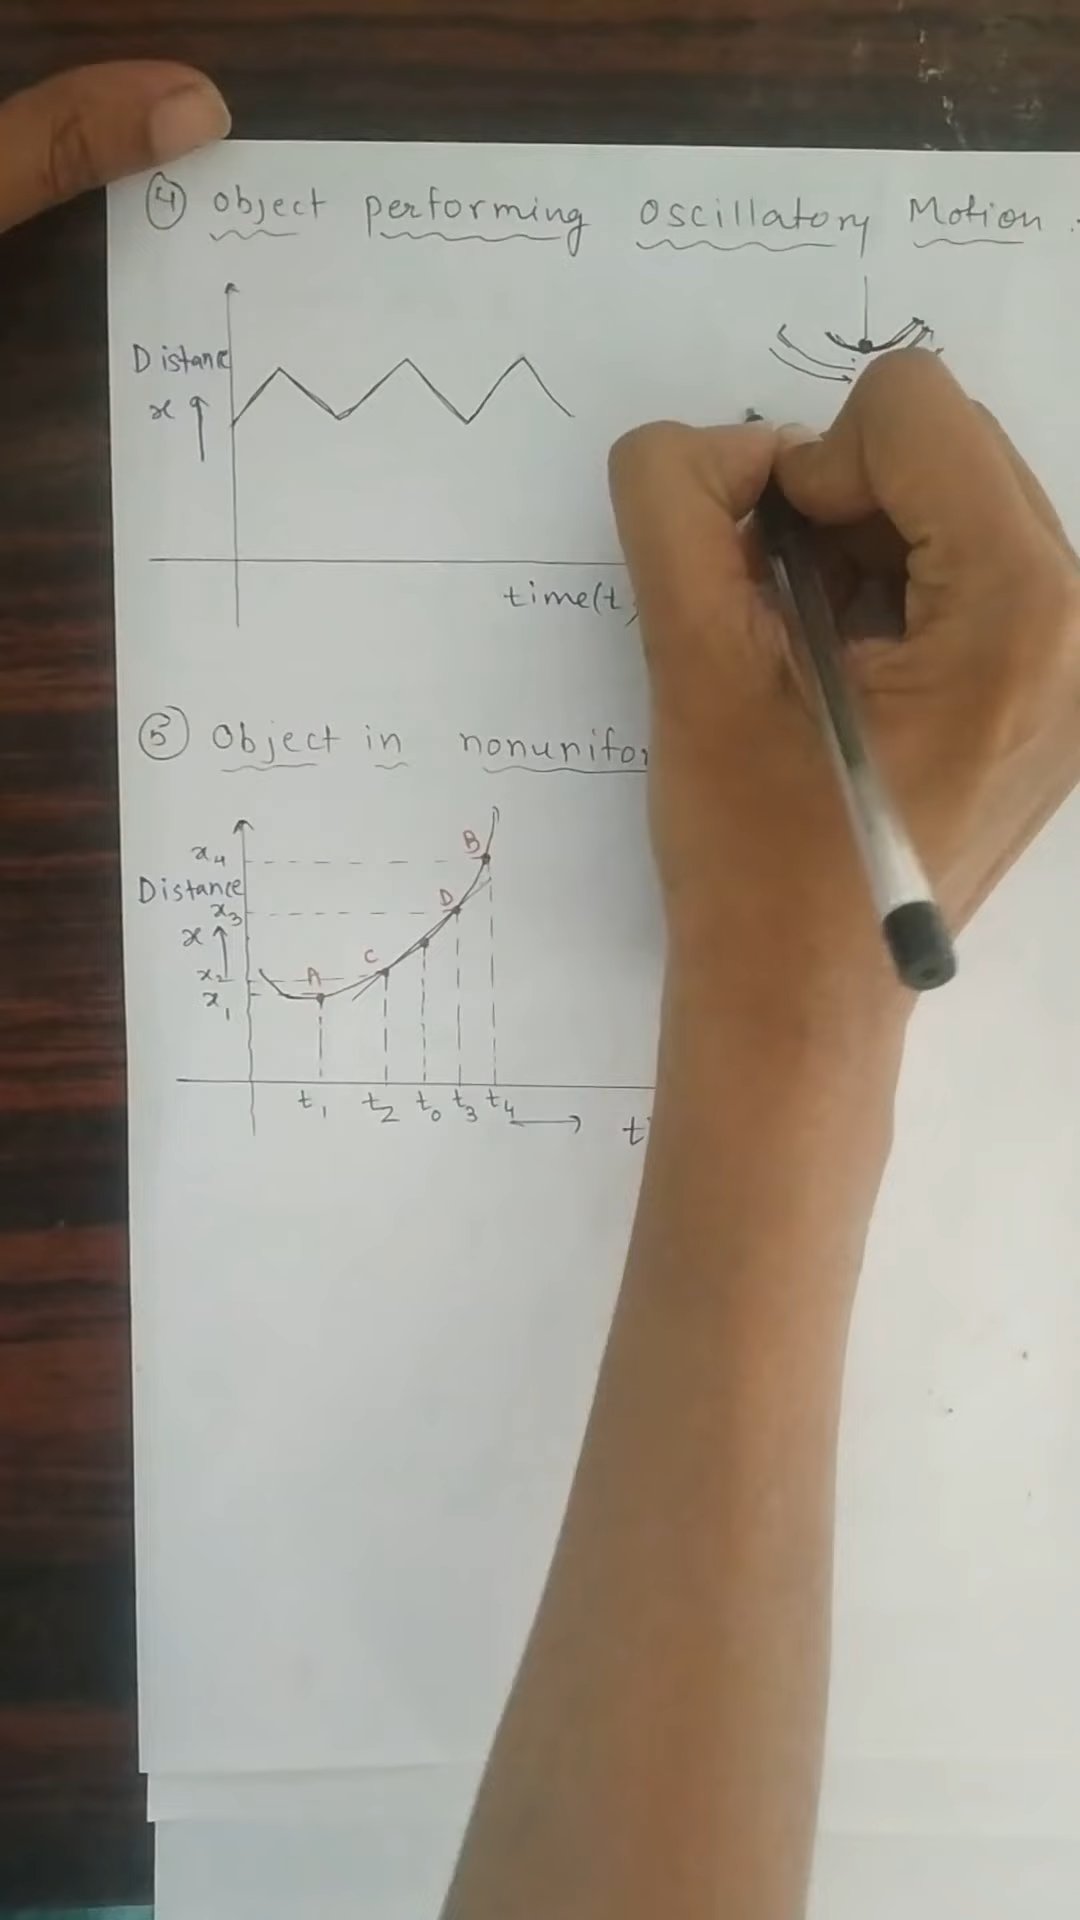 ④ Object performing Oscillatory Motion :
Distance
x
time(t)
⑤ Object in
x₄
B
Distance
D
x₃
x
C
x₂
A
x₁
t₁ t₂ t₀ t₃ t₄